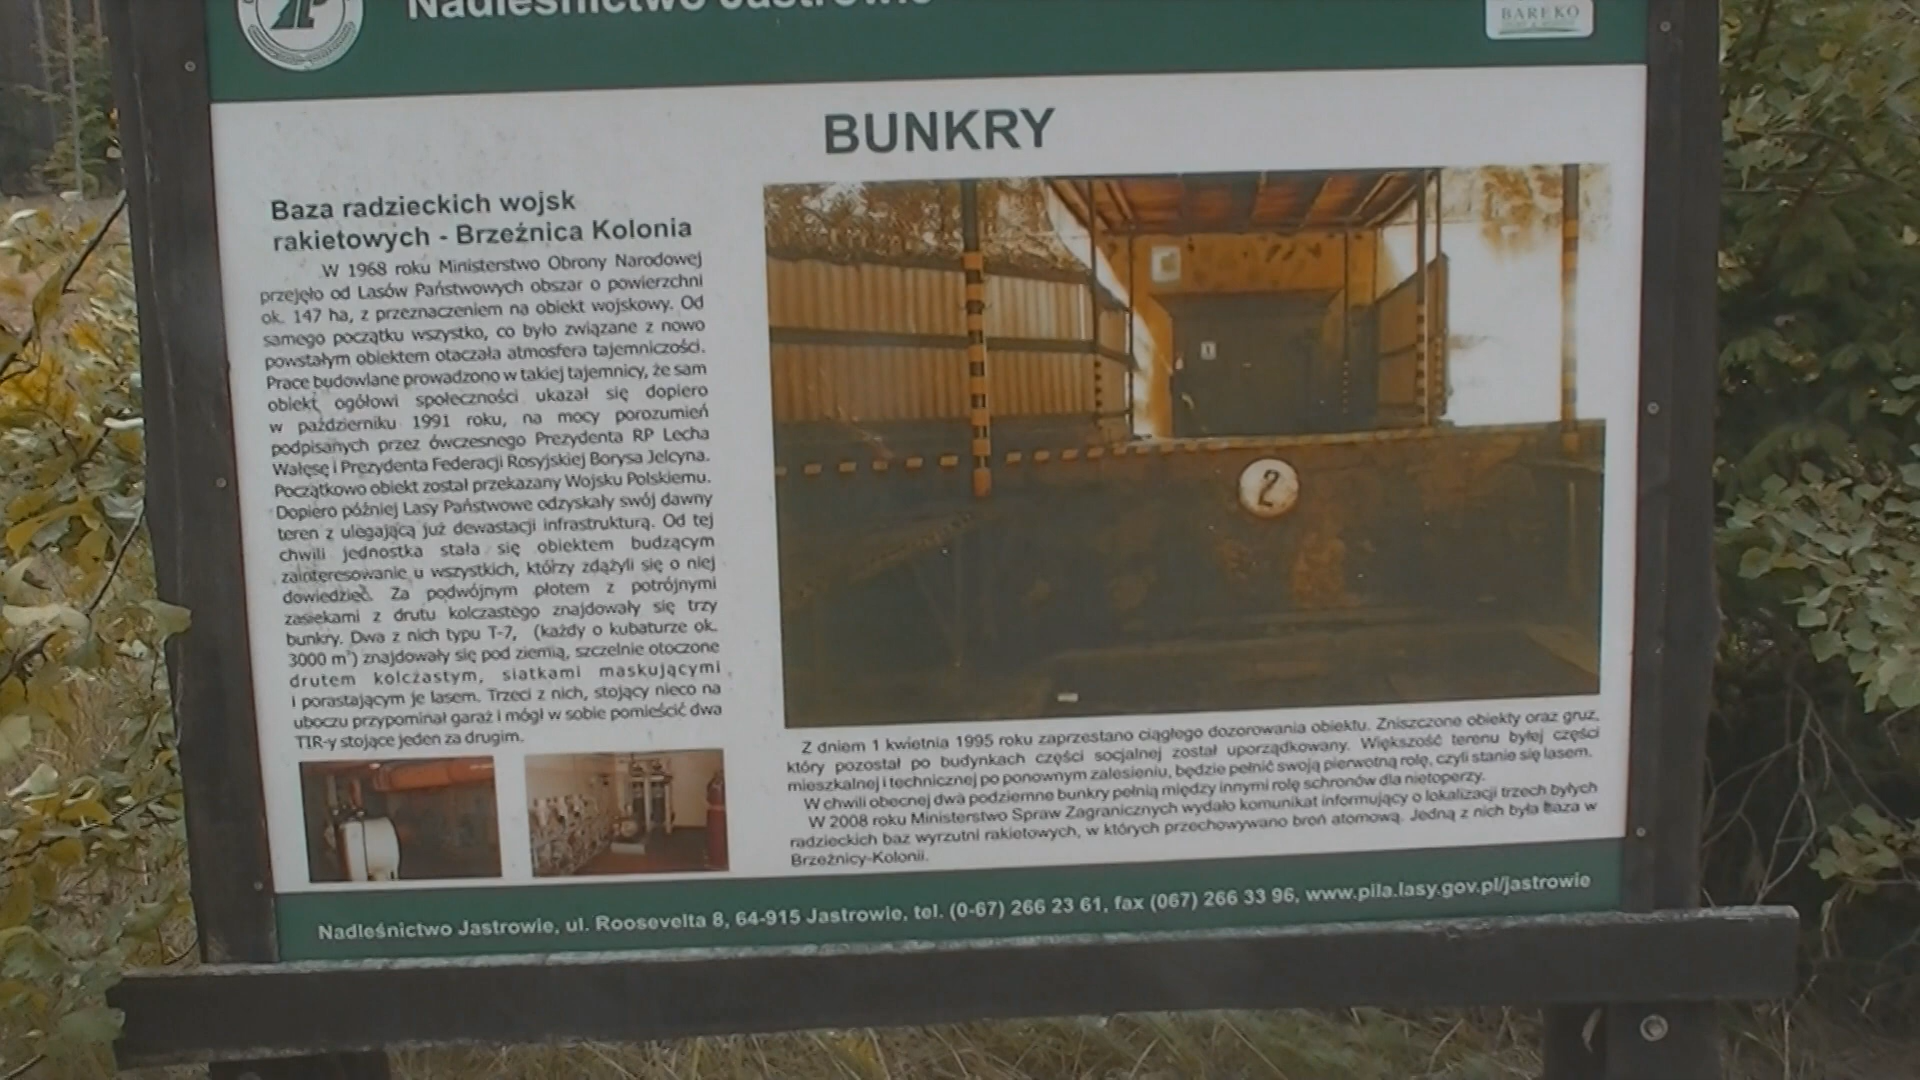 Nadleśnictwo Jastrowie
BAREKO
BUNKRY
Baza radzieckich wojsk
rakietowych - Brzeźnica Kolonia
W 1968 roku Ministerstwo Obrony Narodowej
przejęło od Lasów Państwowych obszar o powierzchni
ok. 147 ha, z przeznaczeniem na obiekt wojskowy. Od
samego początku wszystko, co było związane z nowo
powstałym obiektem otaczała atmosfera tajemniczości.
Prace budowlane prowadzono w takiej tajemnicy, że sam
obiekt ogółowi społeczności ukazał się dopiero
w październiku 1991 roku, na mocy porozumień
podpisanych przez ówczesnego Prezydenta RP Lecha
Wałęsę i Prezydenta Federacji Rosyjskiej Borysa Jelcyna.
Początkowo obiekt został przekazany Wojsku Polskiemu.
Dopiero później Lasy Państwowe odzyskały swój dawny
teren z ulegającą już dewastacji infrastrukturą. Od tej
chwili jednostka stała się obiektem budzącym
zainteresowanie u wszystkich, którzy zdążyli się o niej
dowiedzieć. Za podwójnym płotem z potrójnymi
zasiekami z drutu kolczastego znajdowały się trzy
bunkry. Dwa z nich typu T-7, (każdy o kubaturze ok.
3000 m³) znajdowały się pod ziemią, szczelnie otoczone
drutem kolczastym, siatkami maskującymi
i porastającym je lasem. Trzeci z nich, stojący nieco na
uboczu przypominał garaż i mógł w sobie pomieścić dwa
TIR-y stojące jeden za drugim.
1
2
Z dniem 1 kwietnia 1995 roku zaprzestano ciągłego dozorowania obiektu. Zniszczone obiekty oraz gruz,
który pozostał po budynkach części socjalnej został uporządkowany. Większość terenu byłej części
mieszkalnej i technicznej po ponownym zalesieniu, będzie pełnić swoją pierwotną rolę, czyli stanie się lasem.
W chwili obecnej dwa podziemne bunkry pełnią między innymi rolę schronów dla nietoperzy.
W 2008 roku Ministerstwo Spraw Zagranicznych wydało komunikat informujący o lokalizacji trzech byłych
radzieckich baz wyrzutni rakietowych, w których przechowywano broń atomową. Jedną z nich była baza w
Brzeźnicy-Kolonii.
Nadleśnictwo Jastrowie, ul. Roosevelta 8, 64-915 Jastrowie, tel. (0-67) 266 23 61, fax (067) 266 33 96, www.pila.lasy.gov.pl/jastrowie